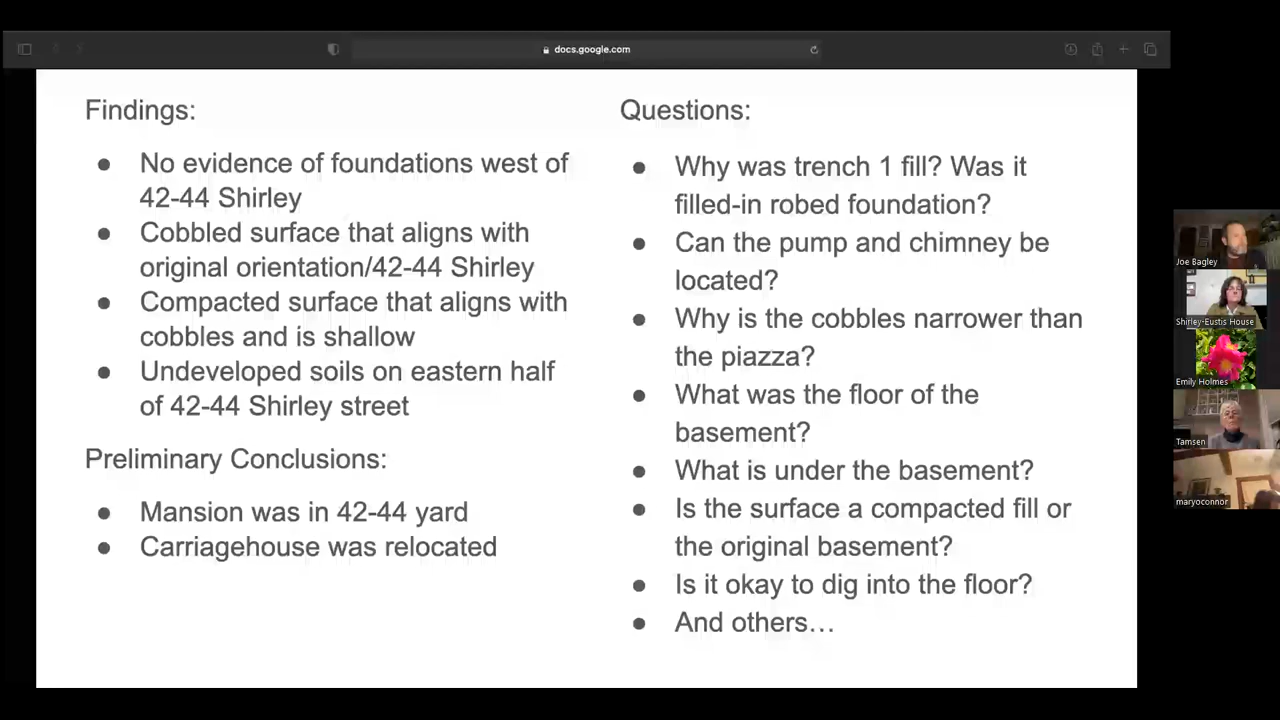 docs.google.com
Findings:
No evidence of foundations west of
42-44 Shirley
Cobbled surface that aligns with
original orientation/42-44 Shirley
Compacted surface that aligns with
cobbles and is shallow
Undeveloped soils on eastern half
of 42-44 Shirley street
Preliminary Conclusions:
Mansion was in 42-44 yard
Carriagehouse was relocated
Questions:
Why was trench 1 fill? Was it
filled-in robed foundation?
Can the pump and chimney be
located?
Why is the cobbles narrower than
the piazza?
What was the floor of the
basement?
What is under the basement?
Is the surface a compacted fill or
the original basement?
Is it okay to dig into the floor?
And others…
Joe Bagley
Shirley-Eustis House
Emily Holmes
Tamsen
maryoconnor